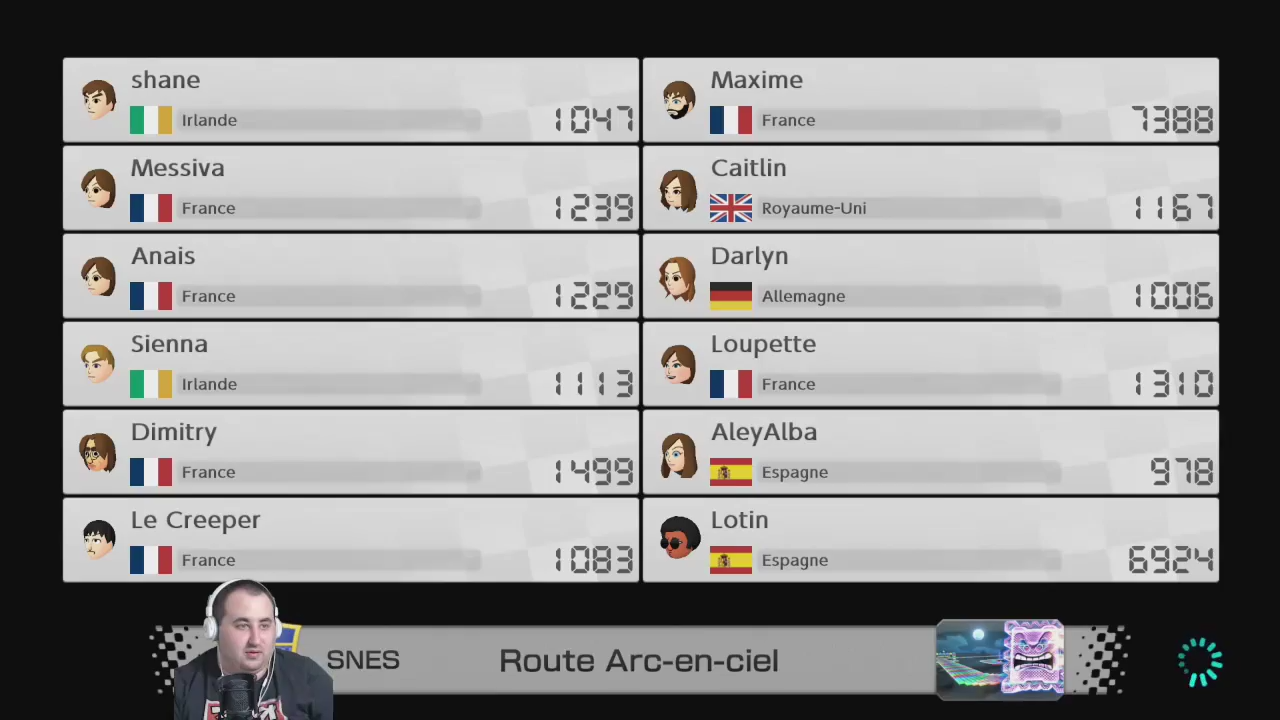 shane
Irlande
1047
Maxime
France
7388
Messiva
France
1239
Caitlin
Royaume-Uni
1167
Anais
France
1229
Darlyn
Allemagne
1006
Sienna
Irlande
1113
Loupette
France
1310
Dimitry
France
1499
AleyAlba
Espagne
978
Le Creeper
France
1083
Lotin
Espagne
6924
SNES
Route Arc-en-ciel